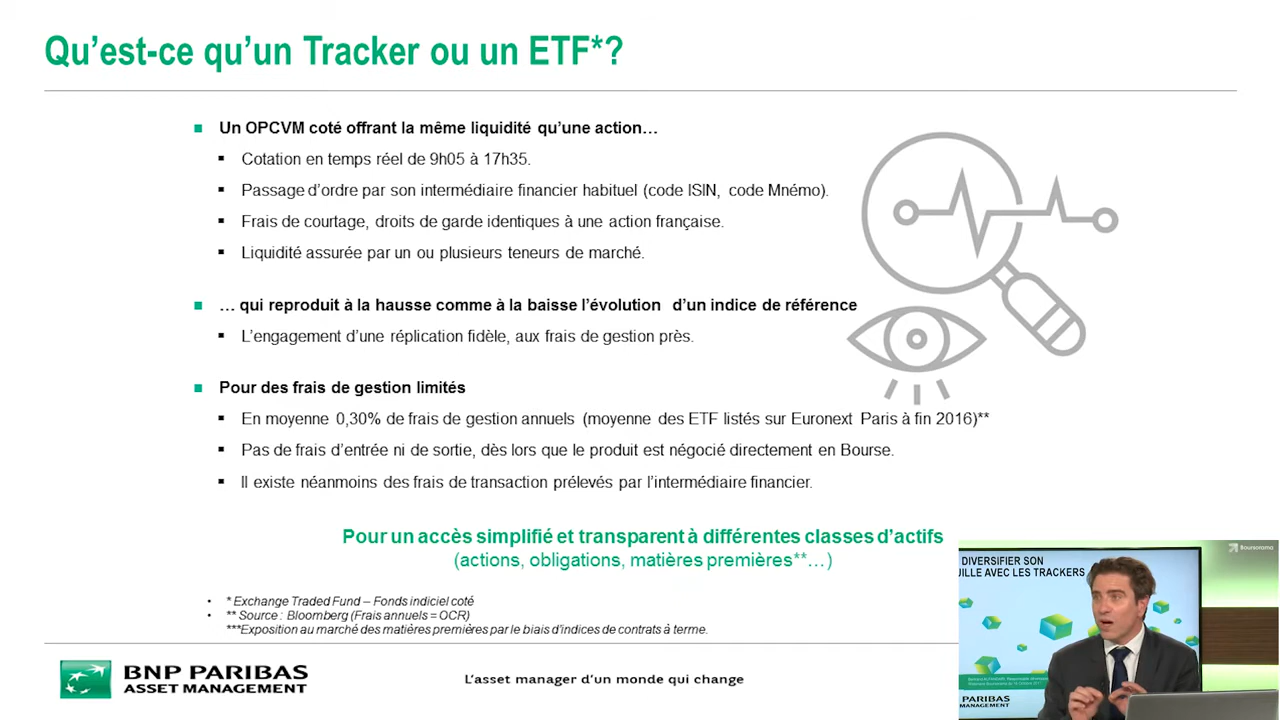 Qu’est-ce qu’un Tracker ou un ETF*?
Un OPCVM coté offrant la même liquidité qu’une action…
Cotation en temps réel de 9h05 à 17h35.
Passage d’ordre par son intermédiaire financier habituel (code ISIN, code Mnémo).
Frais de courtage, droits de garde identiques à une action française.
Liquidité assurée par un ou plusieurs teneurs de marché.
… qui reproduit à la hausse comme à la baisse l’évolution d’un indice de référence
L’engagement d’une réplication fidèle, aux frais de gestion près.
Pour des frais de gestion limités
En moyenne 0,30% de frais de gestion annuels (moyenne des ETF listés sur Euronext Paris à fin 2016)**
Pas de frais d’entrée ni de sortie, dès lors que le produit est négocié directement en Bourse.
Il existe néanmoins des frais de transaction prélevés par l’intermédiaire financier.
Pour un accès simplifié et transparent à différentes classes d’actifs
(actions, obligations, matières premières**…)
* Exchange Traded Fund – Fonds indiciel coté
** Source : Bloomberg (Frais annuels = OCR)
***Exposition au marché des matières premières par le biais d’indices de contrats à terme.
BNP PARIBAS
ASSET MANAGEMENT
L’asset manager d’un monde qui change
Boursorama
DIVERSIFIER SON
UILLE AVEC LES TRACKERS
PARIBAS
MANAGEMENT